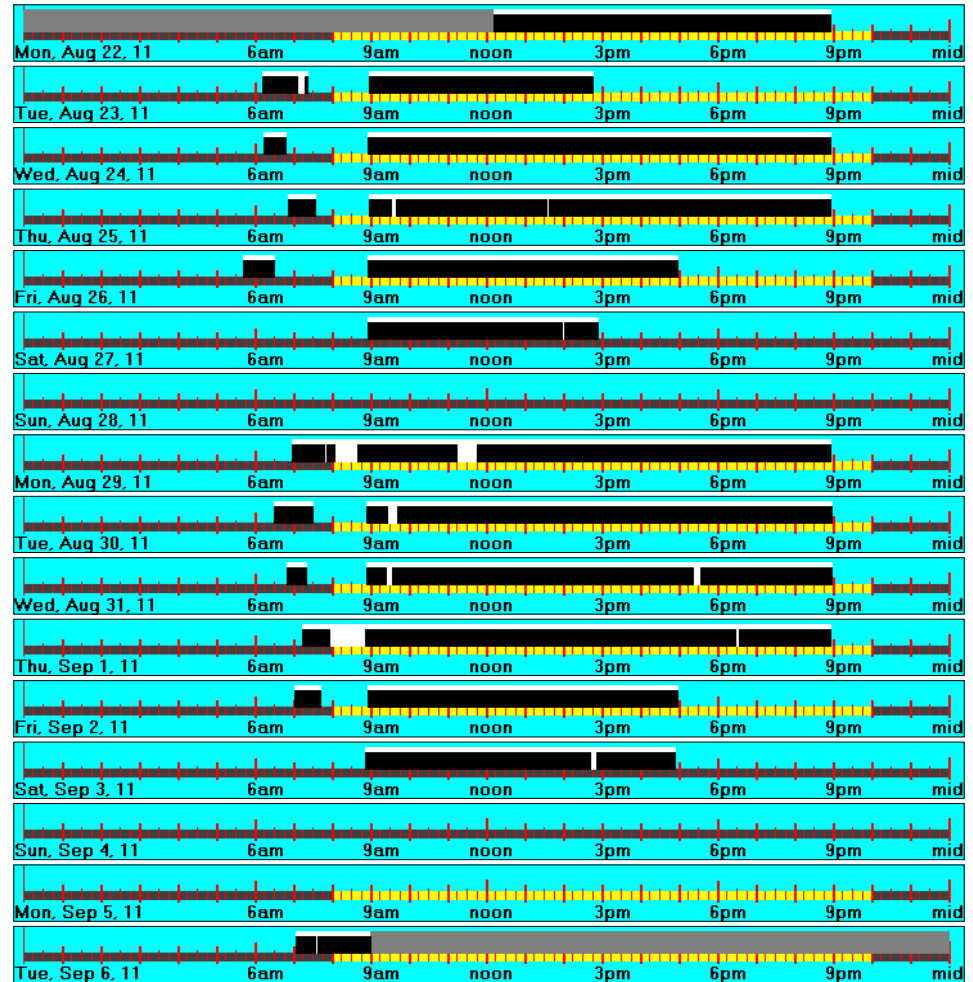 Mon, Aug 22, 11 6am 9am noon 3pm 6pm 9pm mid
Tue, Aug 23, 11 6am 9am noon 3pm 6pm 9pm mid
Wed, Aug 24, 11 6am 9am noon 3pm 6pm 9pm mid
Thu, Aug 25, 11 6am 9am noon 3pm 6pm 9pm mid
Fri, Aug 26, 11 6am 9am noon 3pm 6pm 9pm mid
Sat, Aug 27, 11 6am 9am noon 3pm 6pm 9pm mid
Sun, Aug 28, 11 6am 9am noon 3pm 6pm 9pm mid
Mon, Aug 29, 11 6am 9am noon 3pm 6pm 9pm mid
Tue, Aug 30, 11 6am 9am noon 3pm 6pm 9pm mid
Wed, Aug 31, 11 6am 9am noon 3pm 6pm 9pm mid
Thu, Sep 1, 11 6am 9am noon 3pm 6pm 9pm mid
Fri, Sep 2, 11 6am 9am noon 3pm 6pm 9pm mid
Sat, Sep 3, 11 6am 9am noon 3pm 6pm 9pm mid
Sun, Sep 4, 11 6am 9am noon 3pm 6pm 9pm mid
Mon, Sep 5, 11 6am 9am noon 3pm 6pm 9pm mid
Tue, Sep 6, 11 6am 9am noon 3pm 6pm 9pm mid